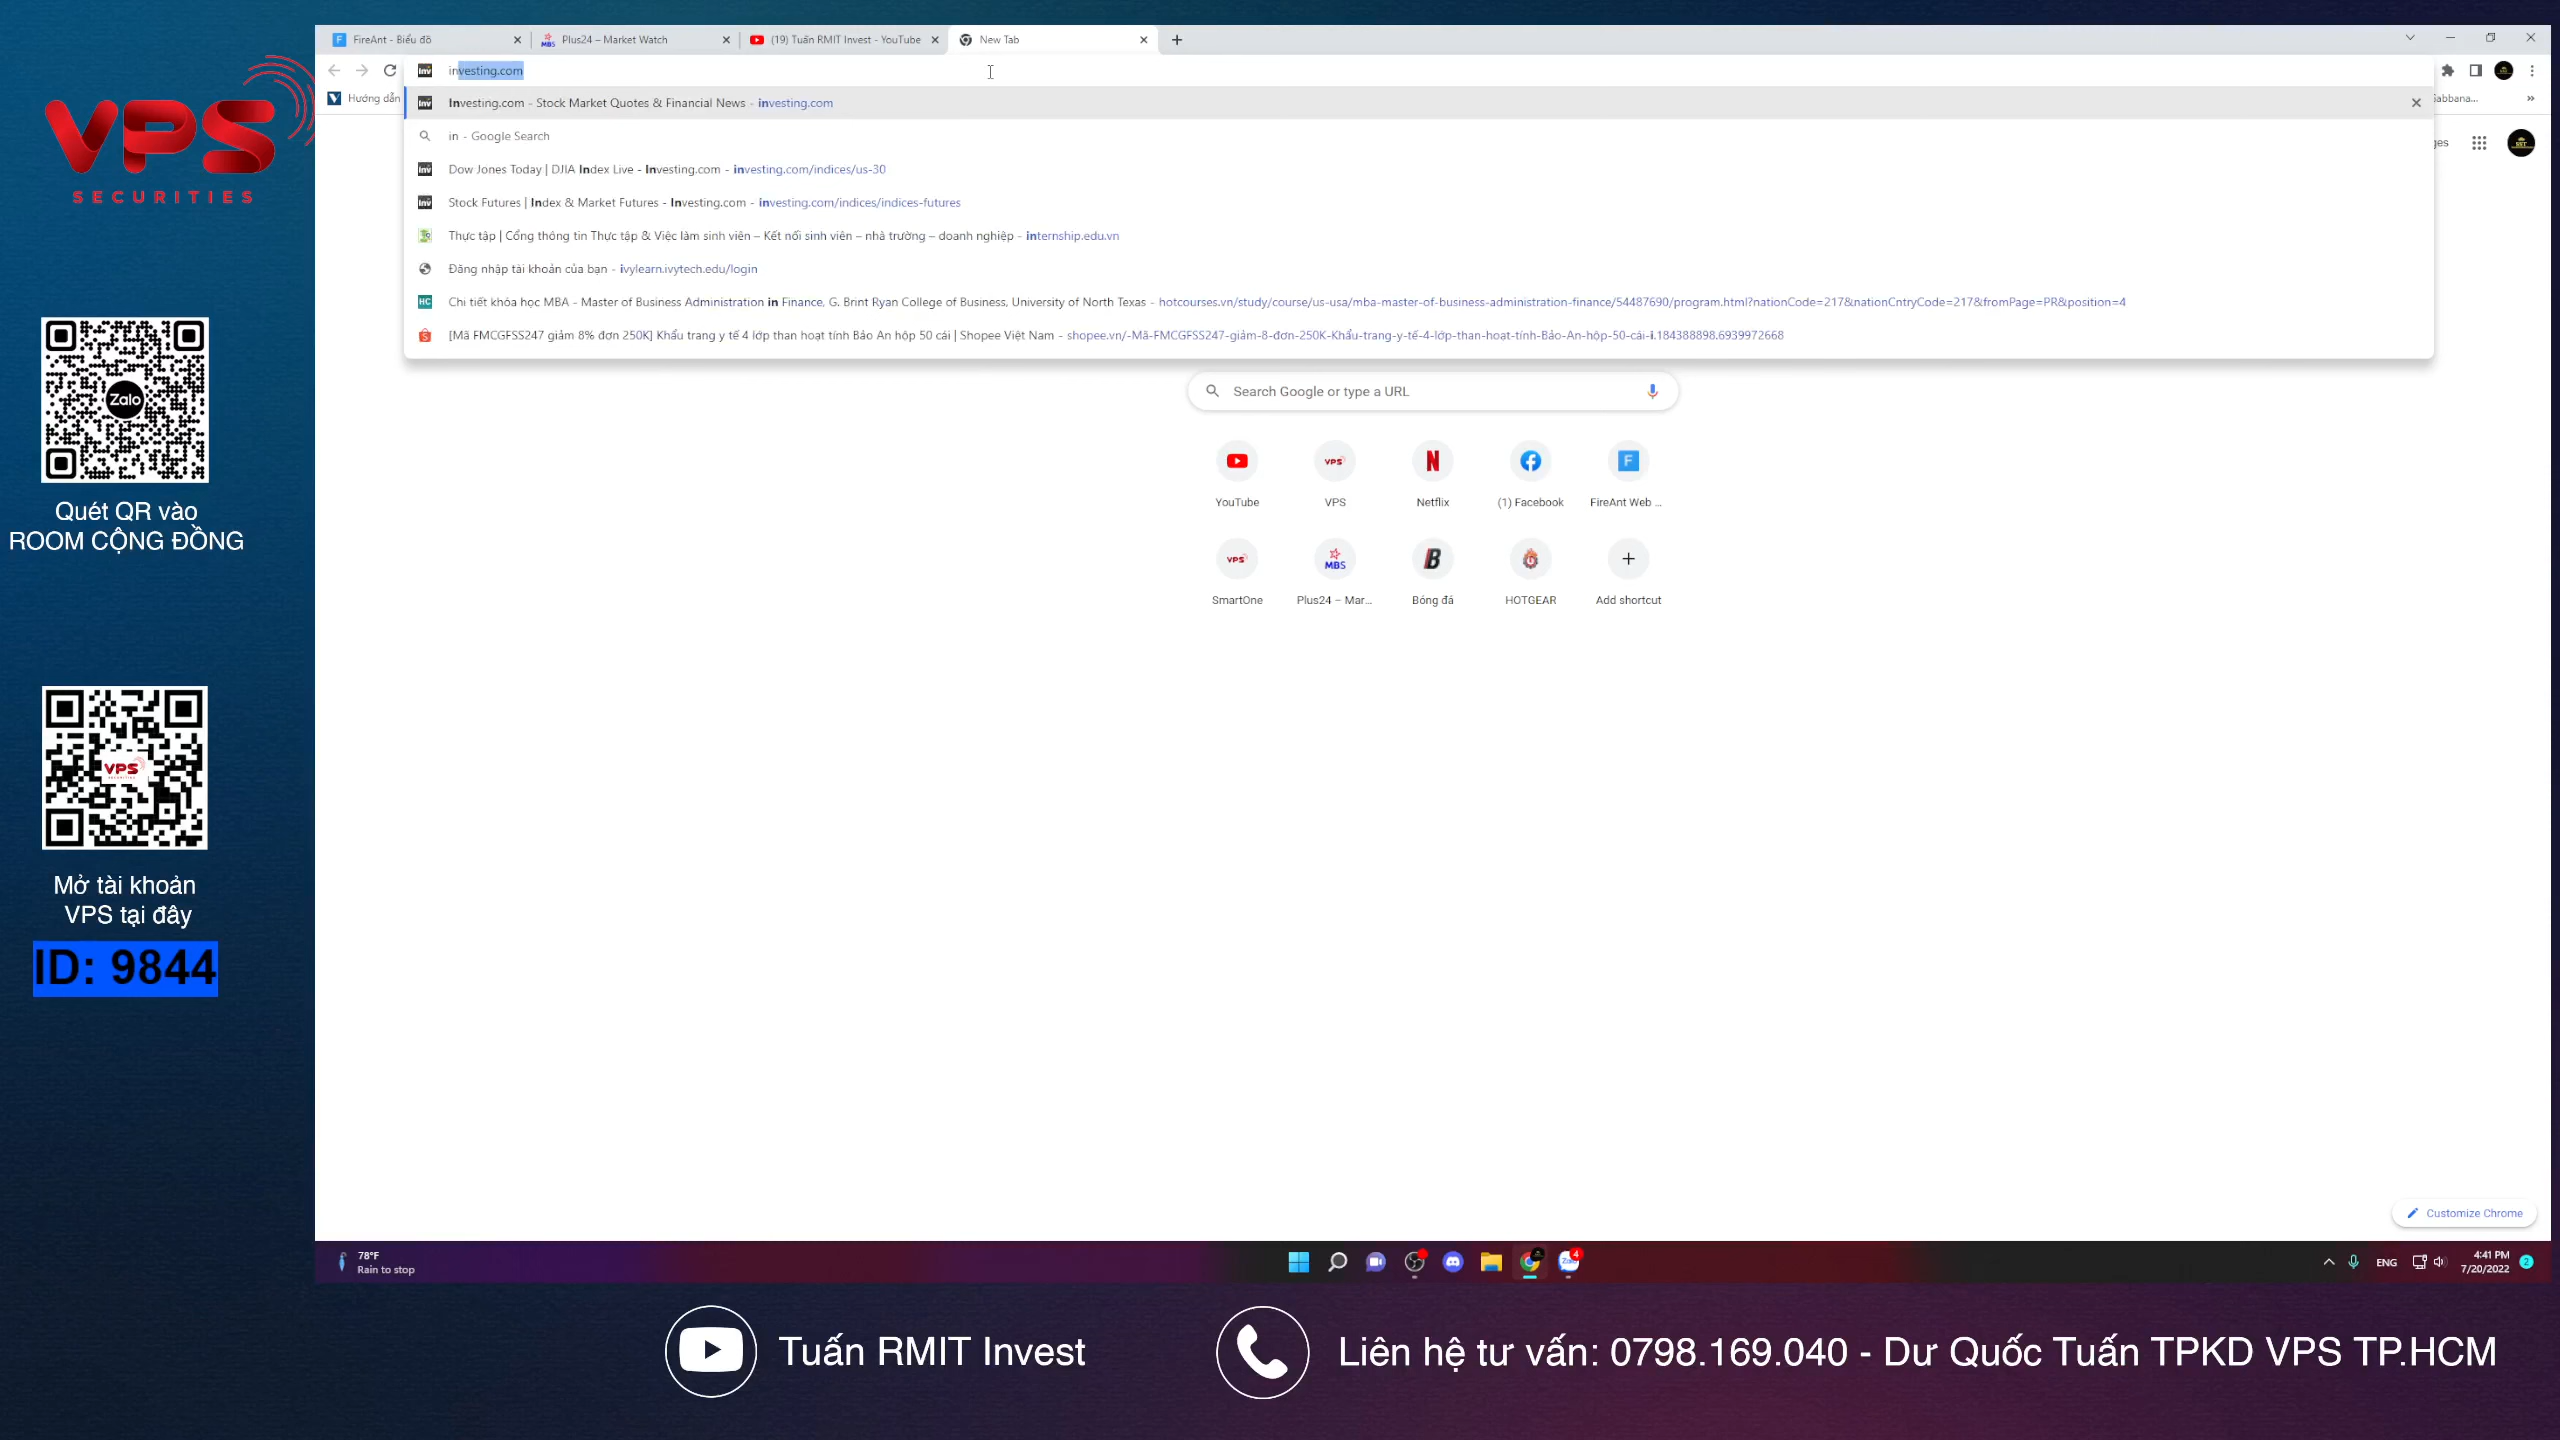 VPS
SECURITIES
Zalo
Quét QR vào
ROOM CỘNG ĐỒNG
VPS
Mở tài khoản
VPS tại đây
ID: 9844
FireAnt - Biểu đồ
Plus24 – Market Watch
(19) Tuấn RMIT Invest - YouTube
New Tab
investing.com
Hướng dẫn
Investing.com - Stock Market Quotes & Financial News - investing.com
in - Google Search
Dow Jones Today | DJIA Index Live - Investing.com - investing.com/indices/us-30
Stock Futures | Index & Market Futures - Investing.com - investing.com/indices/indices-futures
Thực tập | Cổng thông tin Thực tập & Việc làm sinh viên – Kết nối sinh viên – nhà trường – doanh nghiệp - internship.edu.vn
Đăng nhập tài khoản của bạn - ivylearn.ivytech.edu/login
Chi tiết khóa học MBA - Master of Business Administration in Finance, G. Brint Ryan College of Business, University of North Texas - hotcourses.vn/study/course/us-usa/mba-master-of-business-administration-finance/54487690/program.html?nationCode=217&nationCntryCode=217&fromPage=PR&position=4
[Mã FMCGFSS247 giảm 8% đơn 250K] Khẩu trang y tế 4 lớp than hoạt tính Bảo An hộp 50 cái | Shopee Việt Nam - shopee.vn/-Mã-FMCGFSS247-giảm-8-đơn-250K-Khẩu-trang-y-tế-4-lớp-than-hoạt-tính-Bảo-An-hộp-50-cái-i.184388898.6939972668
Search Google or type a URL
YouTube
VPS
Netflix
(1) Facebook
FireAnt Web ...
SmartOne
Plus24 – Mar...
Bóng đá
HOTGEAR
Add shortcut
Customize Chrome
78°F
Rain to stop
ENG
4:41 PM
7/20/2022
2
Tuấn RMIT Invest
Liên hệ tư vấn: 0798.169.040 - Dư Quốc Tuấn TPKD VPS TP.HCM